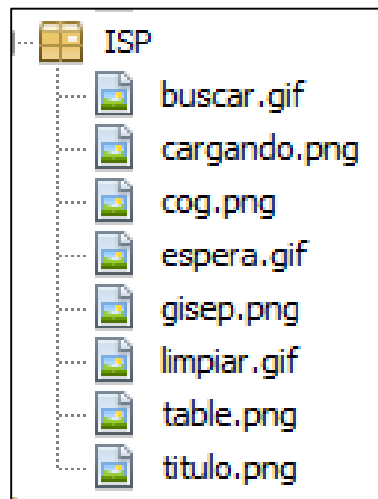 ISP
buscar.gif
cargando.png
cog.png
espera.gif
gisep.png
limpiar.gif
table.png
titulo.png